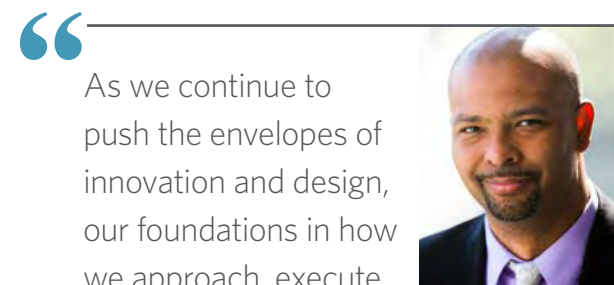 “
As we continue to
push the envelopes of
innovation and design,
our foundations in how
we approach, execute